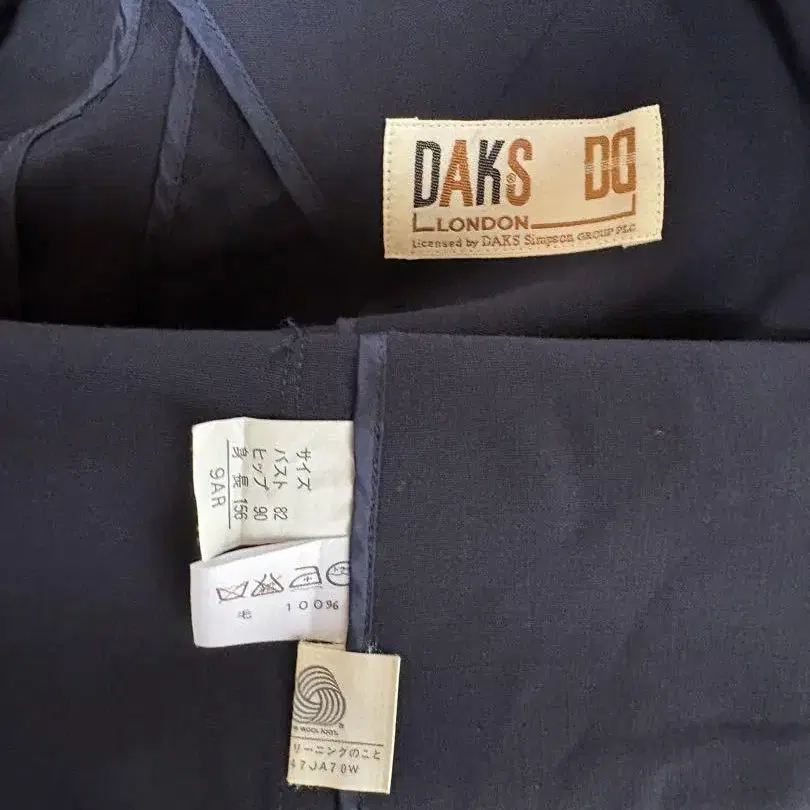 DAKS® DD
LONDON
Licensed by DAKS Simpson GROUP PLC
サイズ
バスト 82
ヒップ 90
身長 156
9AR
毛 100%
リーニングのこと
47JA70W